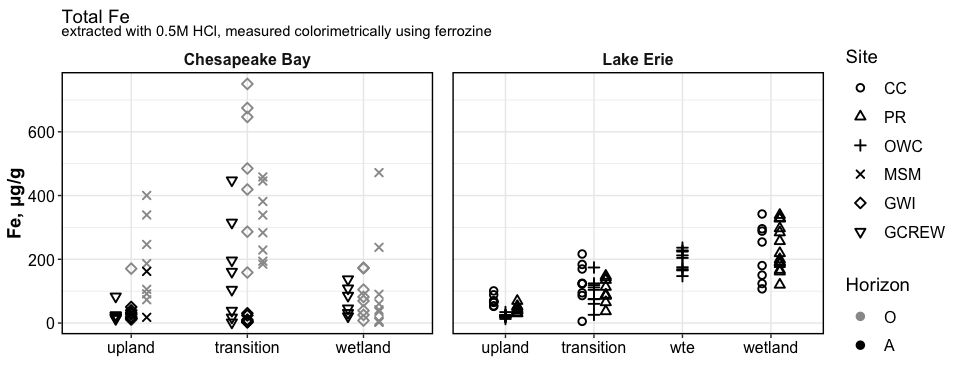 Total Fe
extracted with 0.5M HCl, measured colorimetrically using ferrozine
Chesapeake Bay
Lake Erie
Fe, µg/g
600
400
200
0
upland
transition
wetland
upland
transition
wte
wetland
Site
CC
PR
OWC
MSM
GWI
GCREW
Horizon
O
A